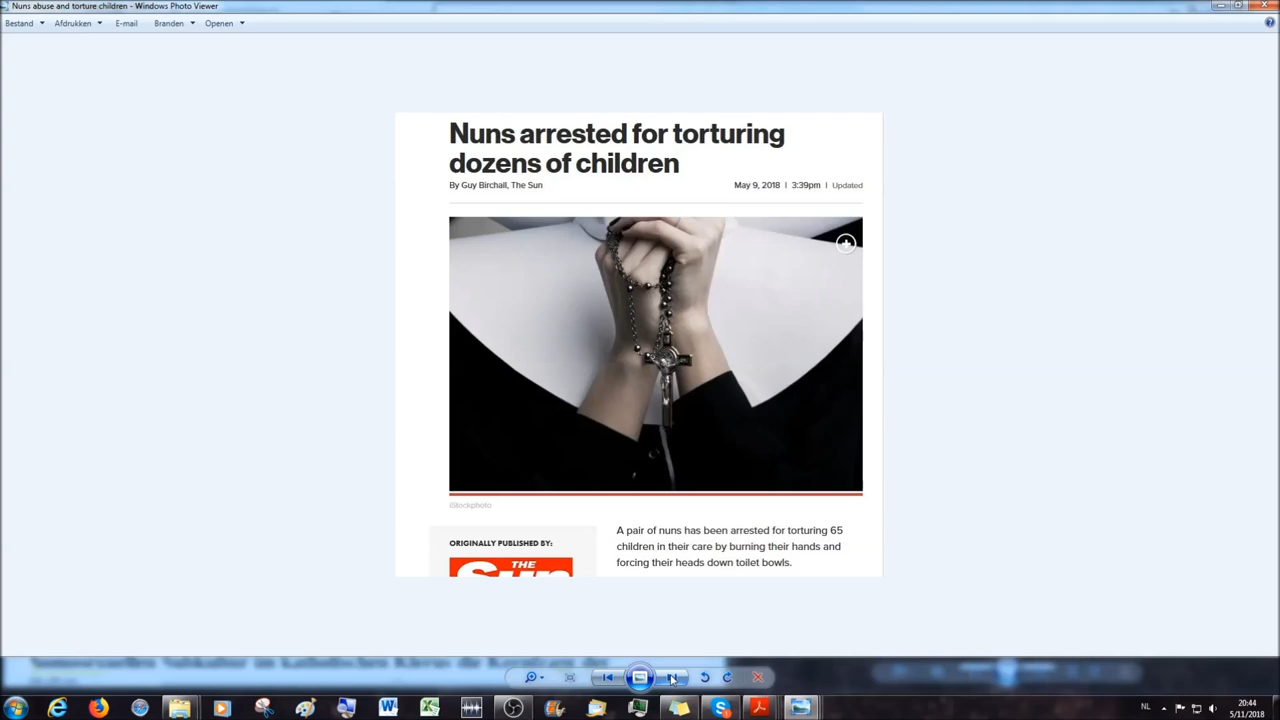 Nuns abuse and torture children - Windows Photo Viewer
Bestand Afdrukken E-mail Branden Openen
Nuns arrested for torturing
dozens of children
By Guy Birchall, The Sun
May 9, 2018 | 3:39pm | Updated
iStockphoto
A pair of nuns has been arrested for torturing 65
children in their care by burning their hands and
forcing their heads down toilet bowls.
ORIGINALLY PUBLISHED BY:
THE
Sun
NL
20:44
5/11/2018